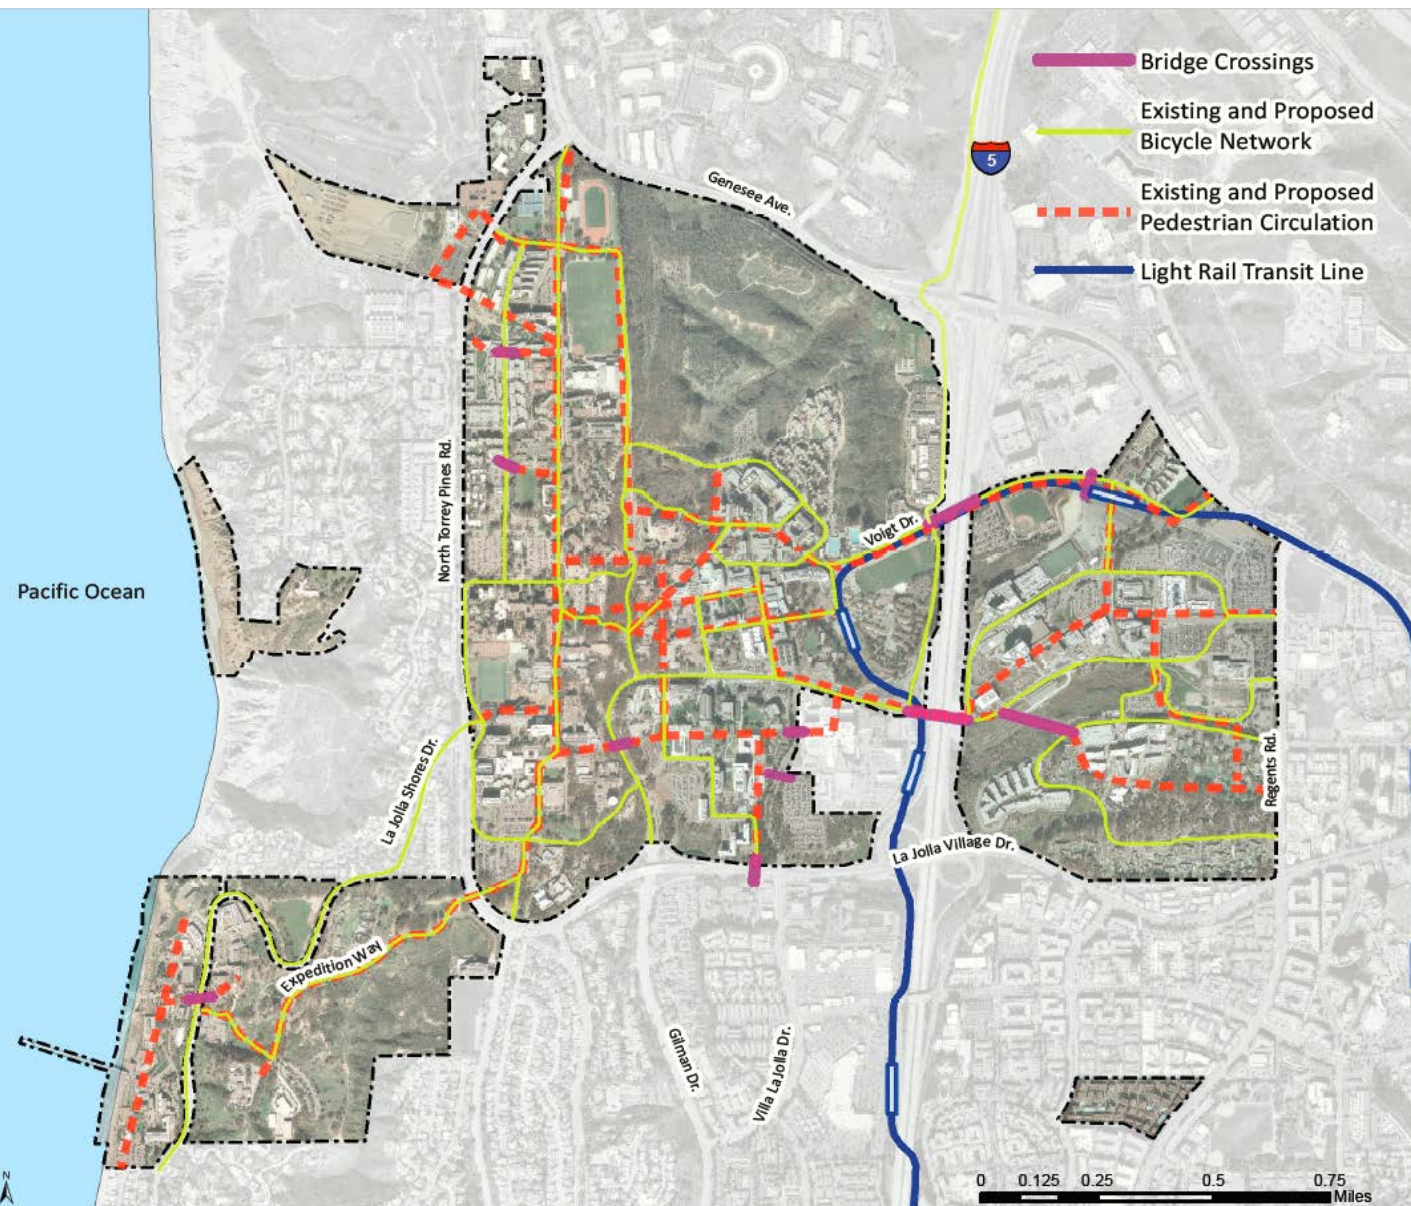 Bridge Crossings
Existing and Proposed
Bicycle Network
5
Existing and Proposed
Pedestrian Circulation
Light Rail Transit Line
Genesee Ave.
North Torrey Pines Rd.
Voigt Dr.
Pacific Ocean
La Jolla Shores Dr.
Regents Rd.
La Jolla Village Dr.
Expedition Way
Gilman Dr.
Villa LaJolla Dr.
N
0 0.125 0.25 0.5 0.75
Miles